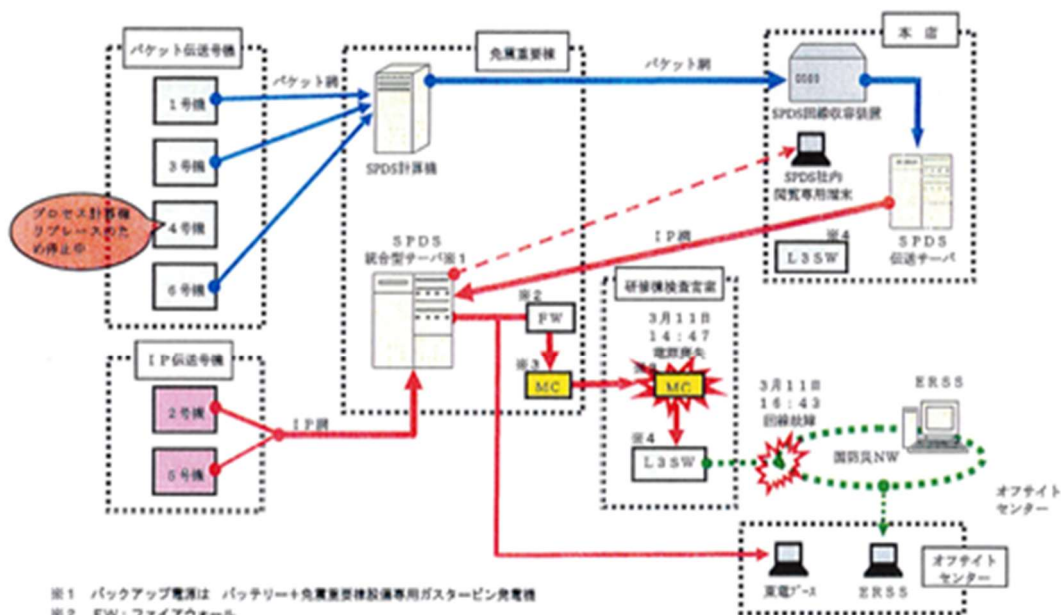 パケット伝送号機
1号機
3号機
4号機
6号機
プロセス計算機
リプレースのた
め停止中
パケット網
免震重要棟
SPDS計算機
パケット網
本店
SPDS回線収容装置
SPDS社内
閲覧専用端末
SPDS
伝送サーバ
※4
L3SW
IP網
SPDS
統合型サーバ※1
※2
FW
※3
MC
IP伝送号機
2号機
5号機
IP網
3月11日
14:47
電源喪失
MC
※4
L3SW
3月11日
16:43
回線故障
ERSS
国防災NW
オフサイト
センター
東電ブース
ERSS
オフサイト
センター
※1 バックアップ電源は バッテリー+免震重要棟設備専用ガスタービン発電機
※2 FW:ファイアウォール